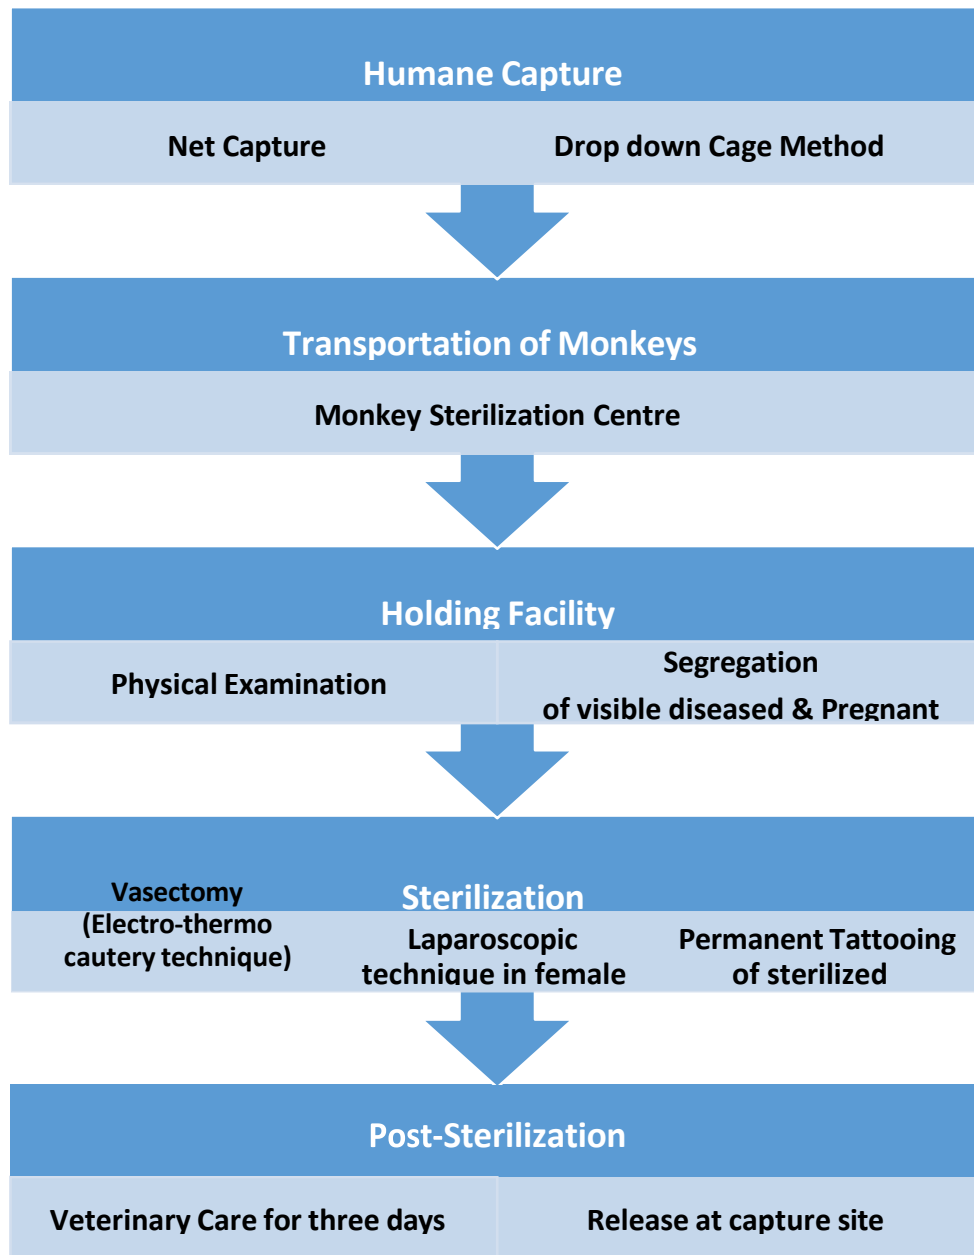 Humane Capture
Net Capture
Drop down Cage Method
Transportation of Monkeys
Monkey Sterilization Centre
Holding Facility
Physical Examination
Segregation
of visible diseased & Pregnant
Sterilization
Vasectomy
(Electro-thermo
cautery technique)
Laparoscopic
technique in female
Permanent Tattooing
of sterilized
Post-Sterilization
Veterinary Care for three days
Release at capture site